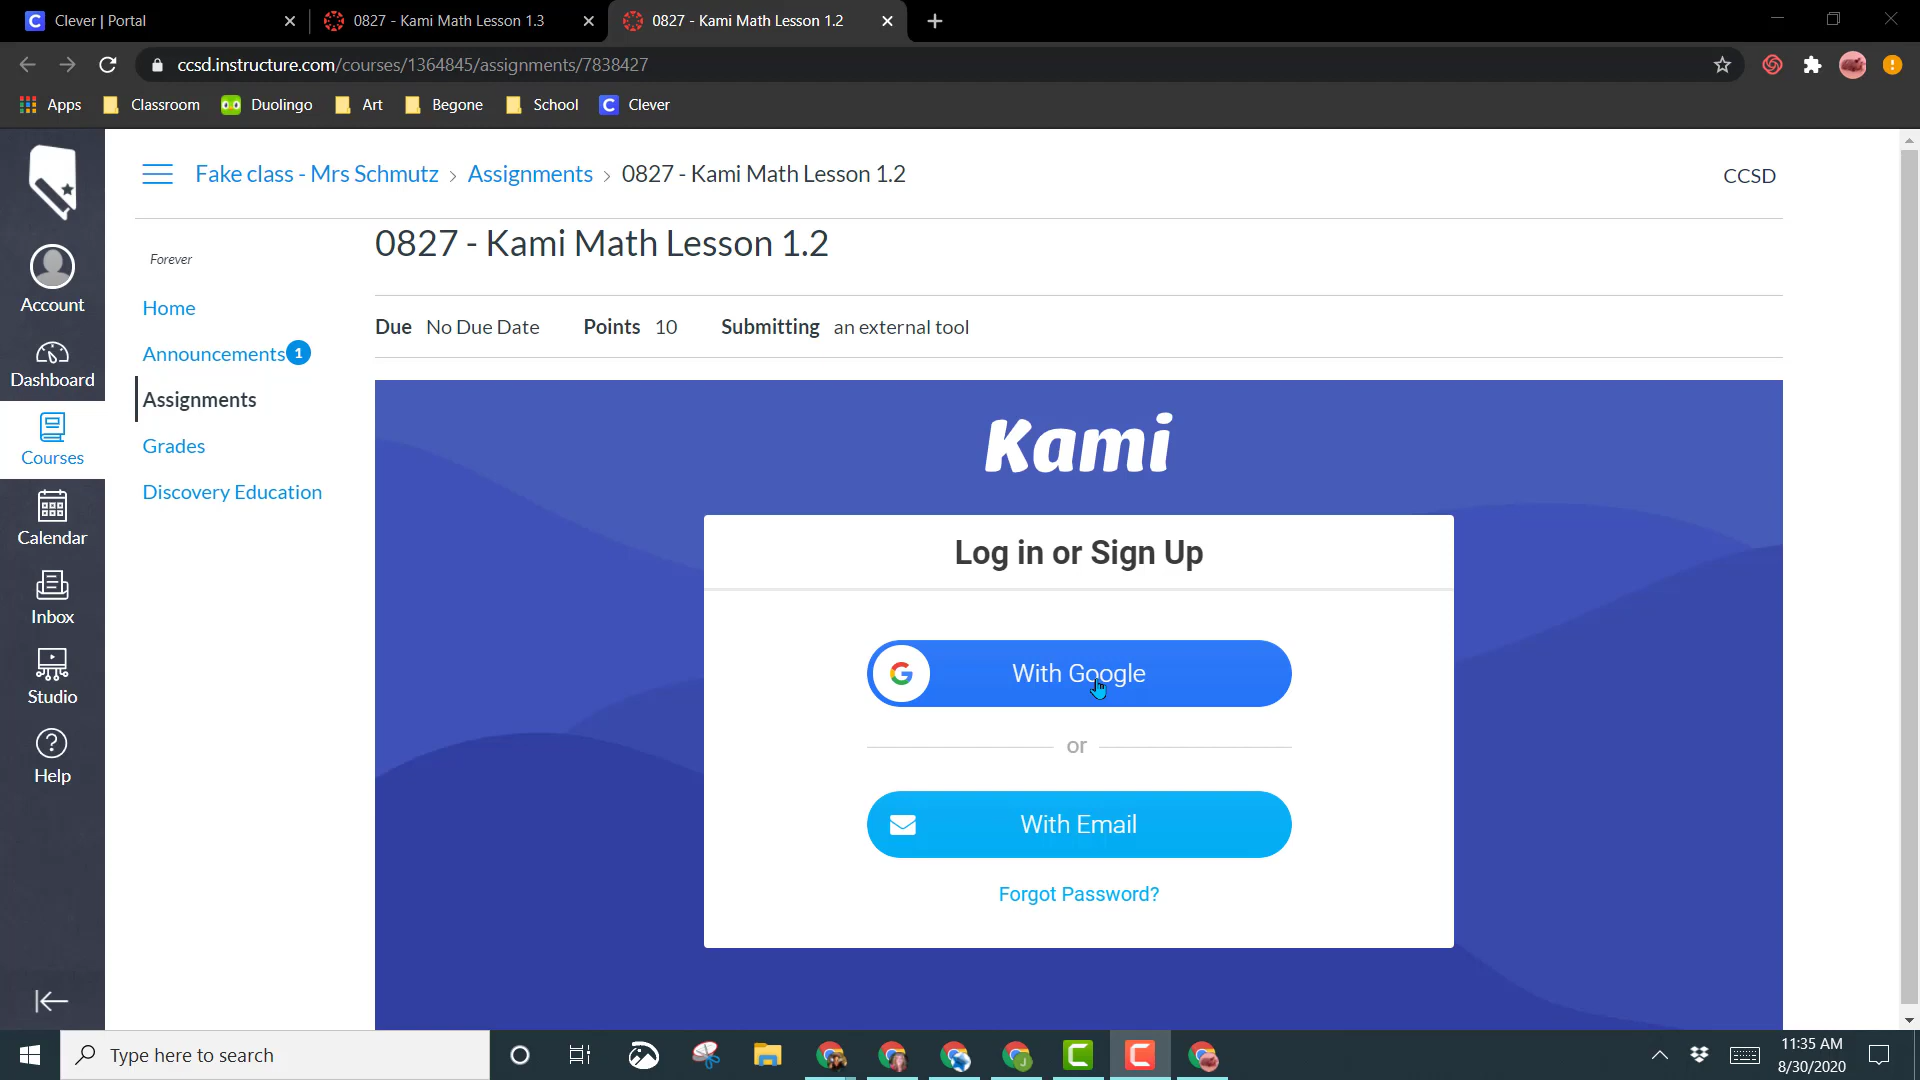 Clever | Portal
0827 - Kami Math Lesson 1.3
0827 - Kami Math Lesson 1.2
ccsd.instructure.com/courses/1364845/assignments/7838427
Apps
Classroom
Duolingo
Art
Begone
School
Clever
Fake class - Mrs Schmutz > Assignments > 0827 - Kami Math Lesson 1.2
CCSD
Account
Dashboard
Courses
Calendar
Inbox
Studio
Help
Forever
Home
Announcements 1
Assignments
Grades
Discovery Education
0827 - Kami Math Lesson 1.2
Due No Due Date Points 10 Submitting an external tool
Kami
Log in or Sign Up
With Google
or
With Email
Forgot Password?
Type here to search
11:35 AM
8/30/2020